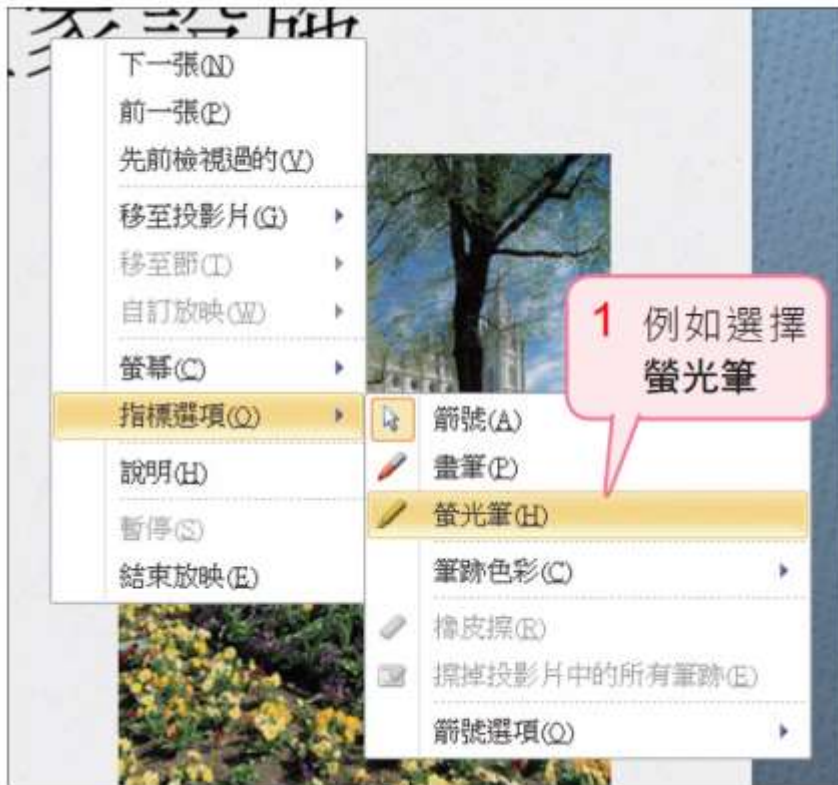 下一張(N)
前一張(P)
先前檢視過的(V)
移至投影片(G)
移至節(T)
自訂放映(W)
螢幕(C)
指標選項(O)
說明(H)
暫停(S)
結束放映(E)
1 例如選擇
螢光筆
箭號(A)
畫筆(P)
螢光筆(H)
筆跡色彩(C)
橡皮擦(R)
擦掉投影片中的所有筆跡(E)
箭號選項(O)